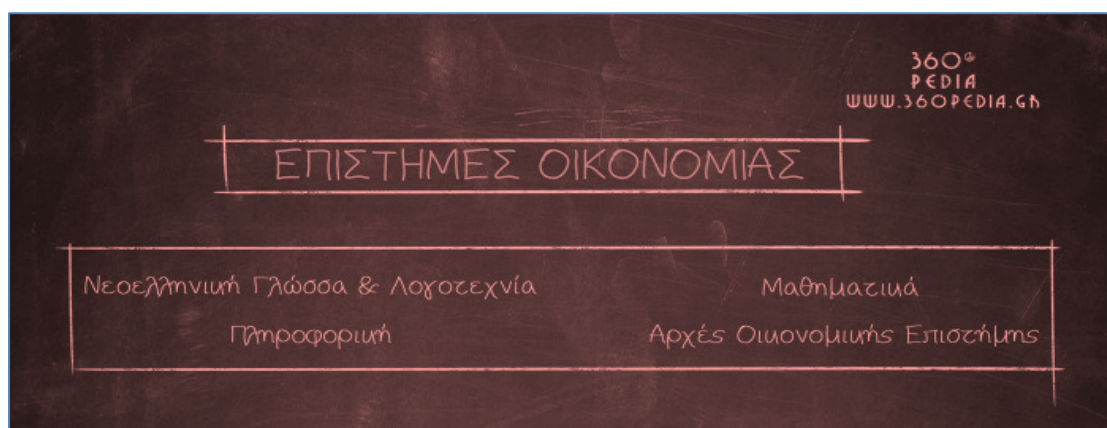 360°
PEDIA
WWW.360PEDIA.GR
ΕΠΙΣΤΗΜΕΣ ΟΙΚΟΝΟΜΙΑΣ
Νεοελληνική Γλώσσα & Λογοτεχνία
Μαθηματικά
Πληροφορική
Αρχές Οικονομικής Επιστήμης